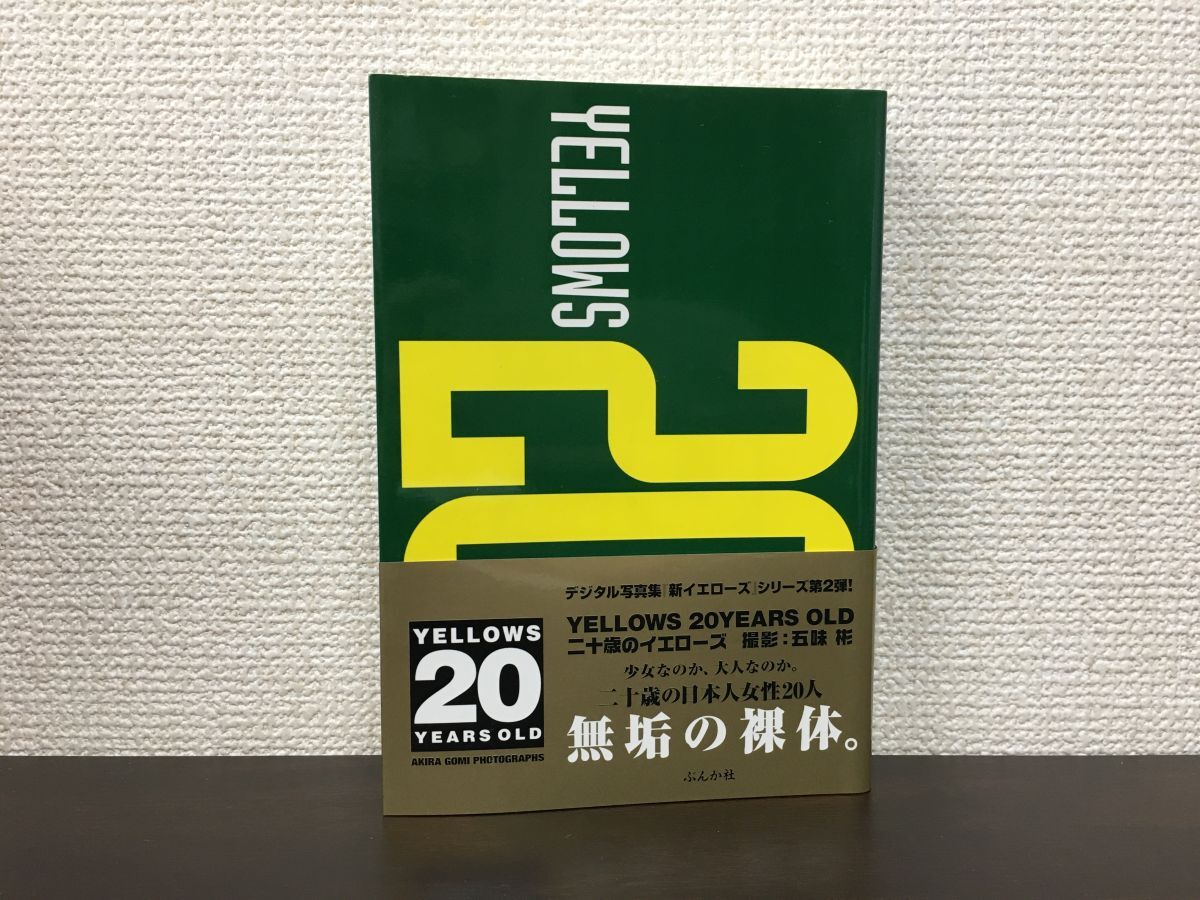 YELLOWS
20
デジタル写真集『新イエローズ』シリーズ第2弾!
YELLOWS 20YEARS OLD
二十歳のイエローズ 撮影:五味 彬
少女なのか、大人なのか。
二十歳の日本人女性20人
無垢の裸体。
ぶんか社
YELLOWS
20
YEARS OLD
AKIRA GOMI PHOTOGRAPHS